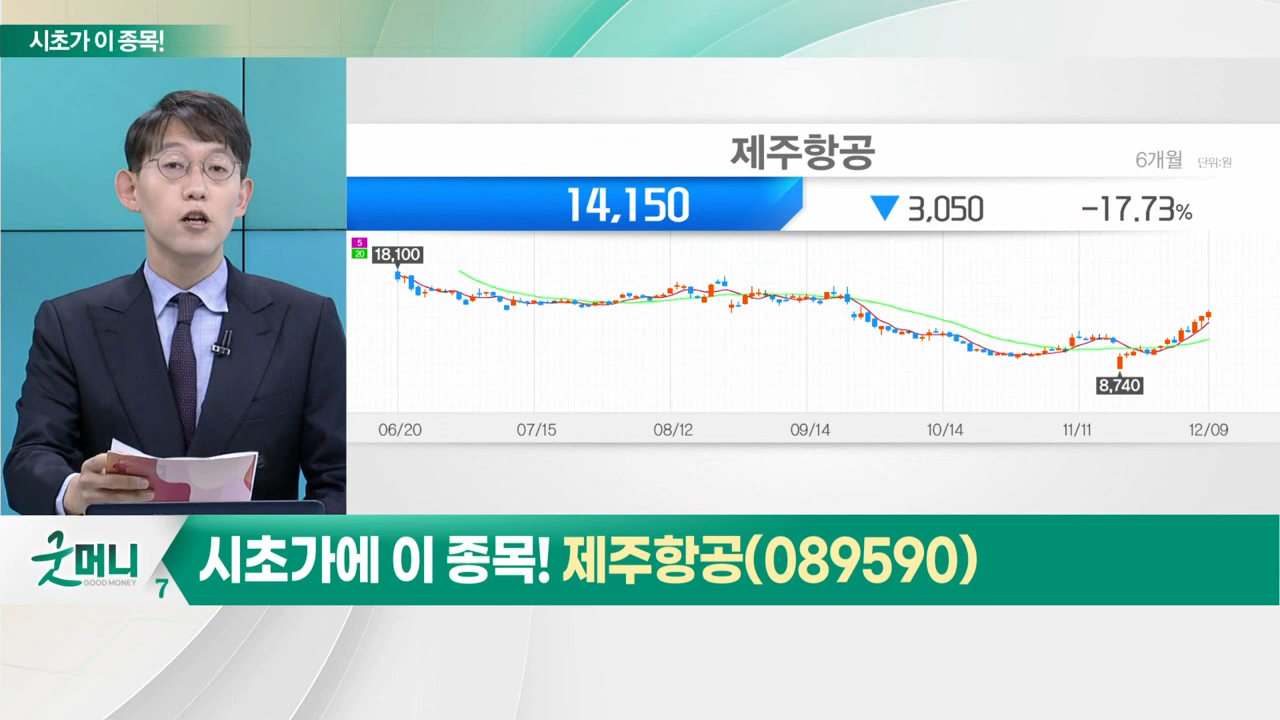 시초가 이 종목!
제주항공
6개월 단위:원
14,150 ▼ 3,050 -17.73%
5
20
18,100
8,740
06/20 07/15 08/12 09/14 10/14 11/11 12/09
굿머니
GOOD MONEY
7
시초가에 이 종목! 제주항공(089590)